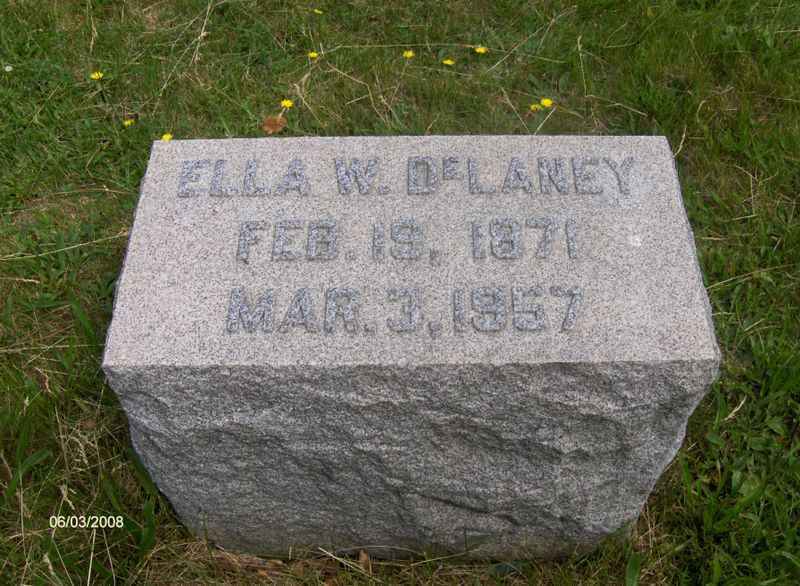 ELLA W. DeLANEY
FEB. 19, 1871
MAR. 3, 1957
06/03/2008